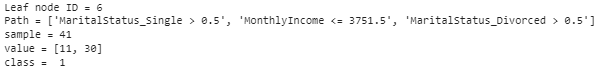 Leaf node ID = 6
Path = ['MaritalStatus_Single > 0.5', 'MonthlyIncome <= 3751.5', 'MaritalStatus_Divorced > 0.5']
sample = 41
value = [11, 30]
class =  1